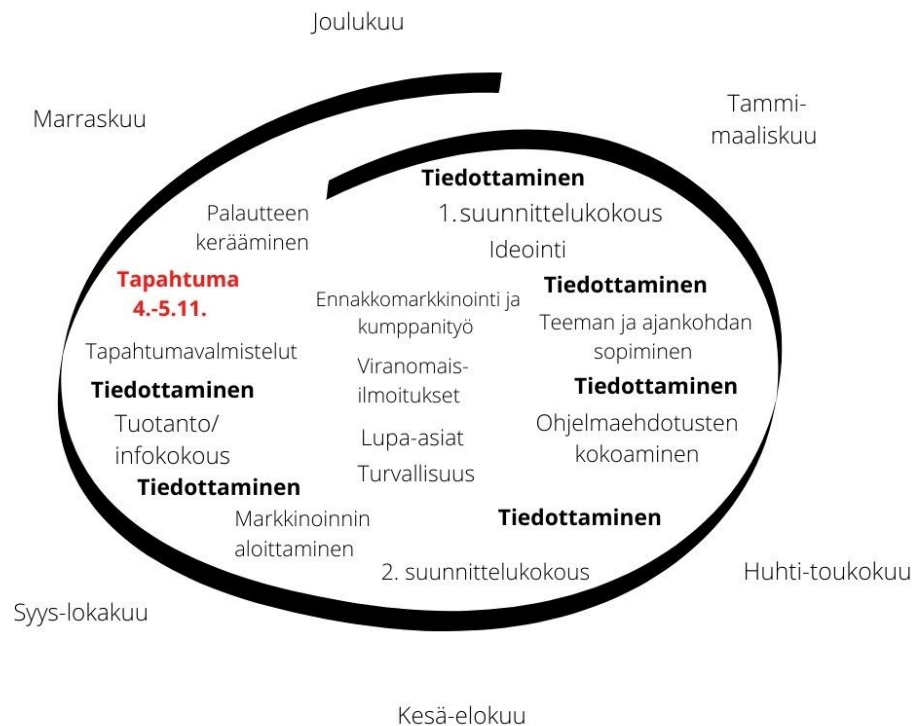 Joulukuu
Tammi-
maaliskuu
Marraskuu
Tiedottaminen
1. suunnittelukokous
Ideointi
Palautteen
kerääminen
Tapahtuma
4.-5.11.
Tiedottaminen
Teeman ja ajankohdan
sopiminen
Ennakkomarkkinointi ja
kumppanityö
Tapahtumavalmistelut
Viranomais-
ilmoitukset
Tiedottaminen
Tiedottaminen
Ohjelmaehdotusten
kokoaminen
Tuotanto/
infokokous
Lupa-asiat
Turvallisuus
Tiedottaminen
Markkinoinnin
aloittaminen
Tiedottaminen
2. suunnittelukokous
Huhti-toukokuu
Syys-lokakuu
Kesä-elokuu